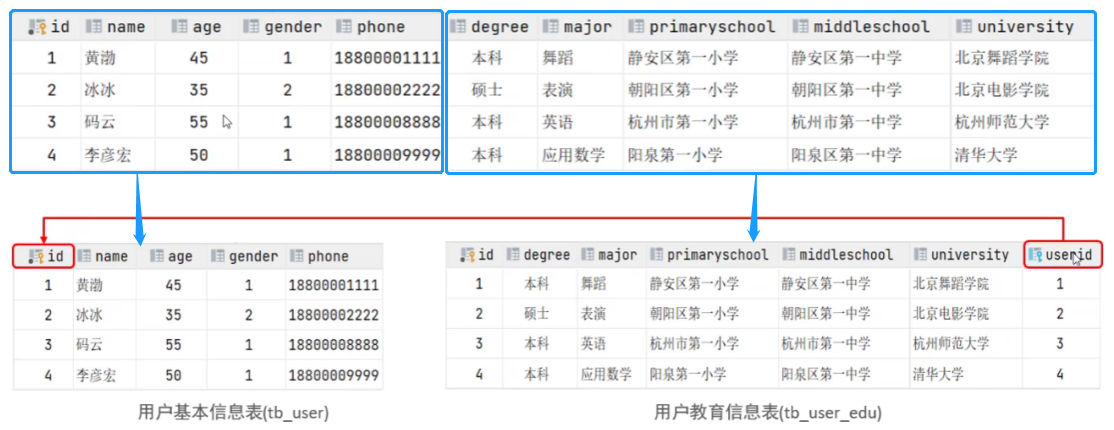 id name age gender phone degree major primaryschool middleschool university
1 黄渤 45 1 18800001111 本科 舞蹈 静安区第一小学 静安区第一中学 北京舞蹈学院
2 冰冰 35 2 18800002222 硕士 表演 朝阳区第一小学 朝阳区第一中学 北京电影学院
3 码云 55 1 18800008888 本科 英语 杭州市第一小学 杭州市第一中学 杭州师范大学
4 李彦宏 50 1 18800009999 本科 应用数学 阳泉第一小学 阳泉区第一中学 清华大学
id name age gender phone
1 黄渤 45 1 18800001111
2 冰冰 35 2 18800002222
3 码云 55 1 18800008888
4 李彦宏 50 1 18800009999
用户基本信息表(tb_user)
id degree major primaryschool middleschool university userid
1 本科 舞蹈 静安区第一小学 静安区第一中学 北京舞蹈学院 1
2 硕士 表演 朝阳区第一小学 朝阳区第一中学 北京电影学院 2
3 本科 英语 杭州市第一小学 杭州市第一中学 杭州师范大学 3
4 本科 应用数学 阳泉第一小学 阳泉区第一中学 清华大学 4
用户教育信息表(tb_user_edu)